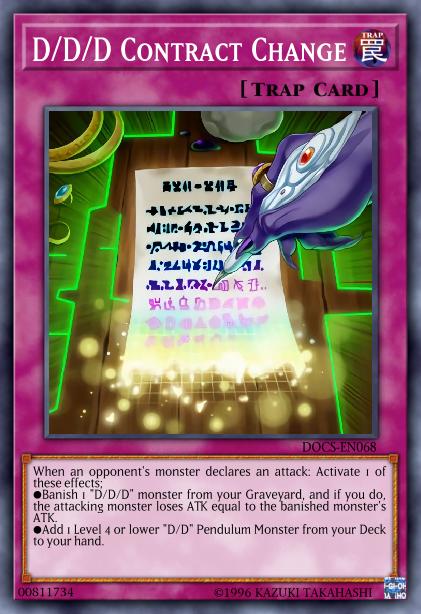 D/D/D CONTRACT CHANGE
TRAP
罠
[TRAP CARD]
DOCS-EN068
When an opponent's monster declares an attack: Activate 1 of
these effects;
●Banish 1 "D/D/D" monster from your Graveyard, and if you do,
the attacking monster loses ATK equal to the banished monster's
ATK.
●Add 1 Level 4 or lower "D/D" Pendulum Monster from your Deck
to your hand.
00811734
©1996 KAZUKI TAKAHASHI